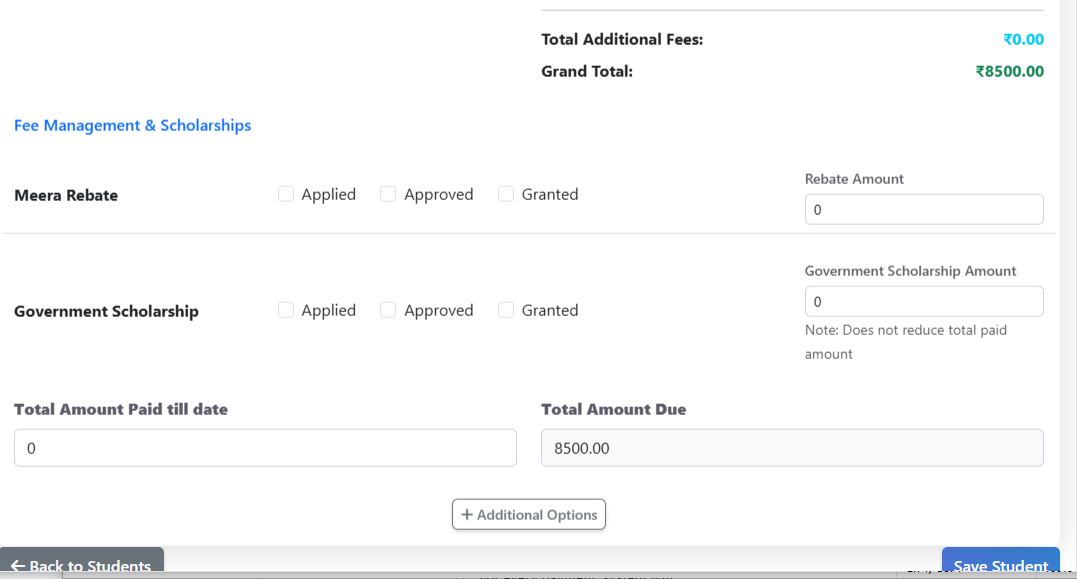 Total Additional Fees: ₹0.00
Grand Total: ₹8500.00
Fee Management & Scholarships
Meera Rebate Applied Approved Granted
Rebate Amount
0
Government Scholarship Applied Approved Granted
Government Scholarship Amount
0
Note: Does not reduce total paid
amount
Total Amount Paid till date
0
Total Amount Due
8500.00
+ Additional Options
← Back to Students
Save Student